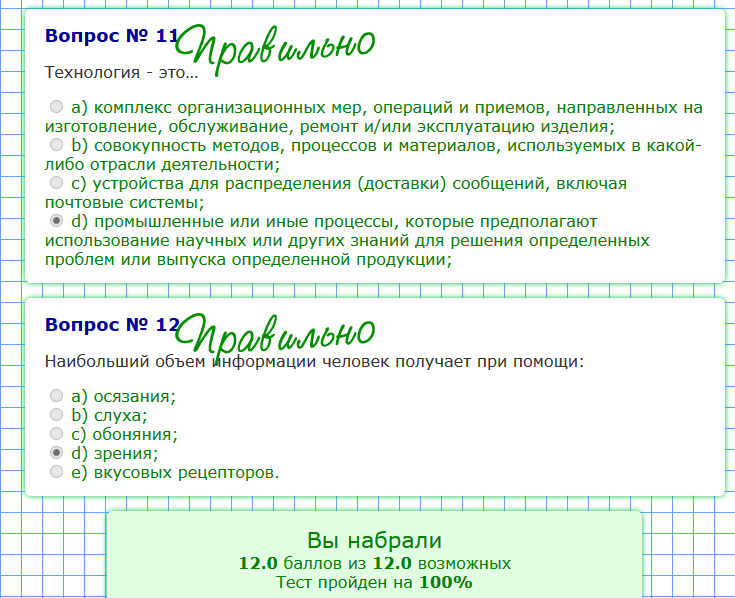 Вопрос № 11
Правильно
Технология - это...
a) комплекс организационных мер, операций и приемов, направленных на
изготовление, обслуживание, ремонт и/или эксплуатацию изделия;
b) совокупность методов, процессов и материалов, используемых в какой-
либо отрасли деятельности;
c) устройства для распределения (доставки) сообщений, включая
почтовые системы;
d) промышленные или иные процессы, которые предполагают
использование научных или других знаний для решения определенных
проблем или выпуска определенной продукции;
Вопрос № 12
Правильно
Наибольший объем информации человек получает при помощи:
a) осязания;
b) слуха;
c) обоняния;
d) зрения;
e) вкусовых рецепторов.
Вы набрали
12.0 баллов из 12.0 возможных
Тест пройден на 100%